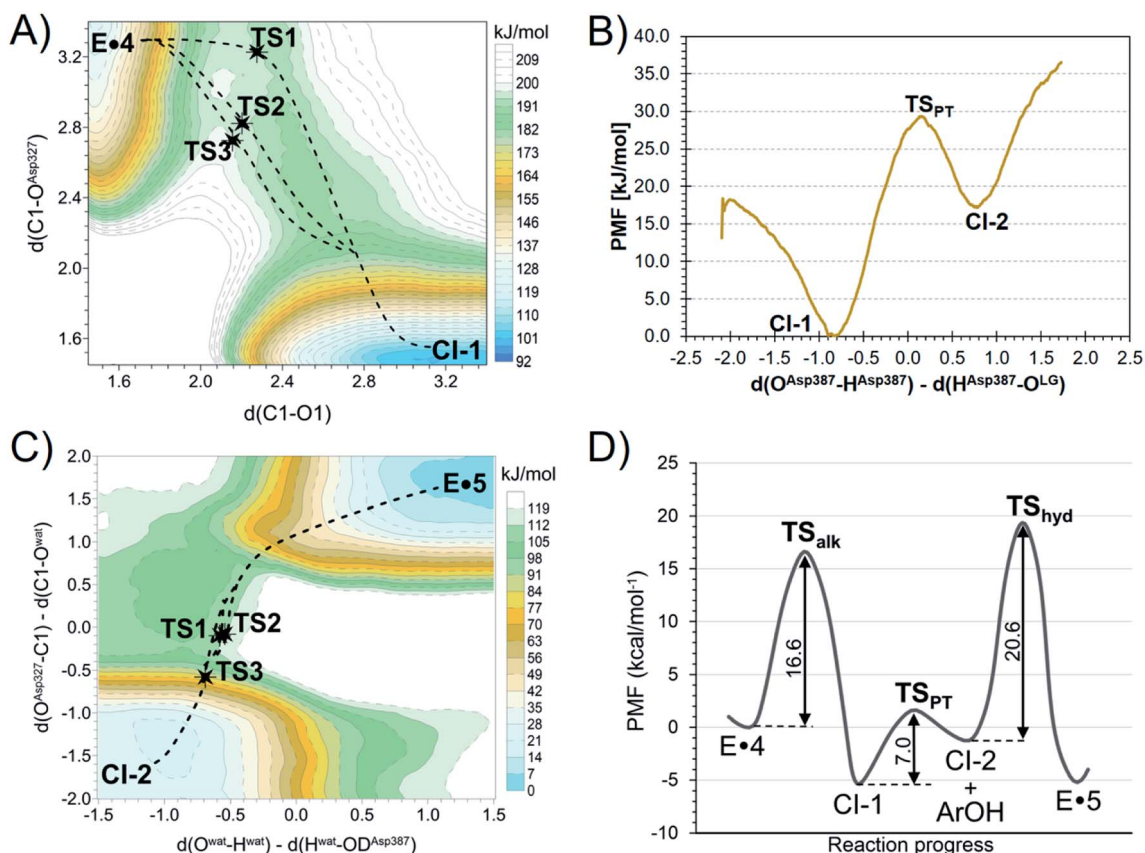 A)
E•4
TS1
TS2
TS3
CI-1
d(C1-O^Asp327)
3.2
2.8
2.4
2.0
1.6
1.6 2.0 2.4 2.8 3.2
d(C1-O1)
kJ/mol
209
200
191
182
173
164
155
146
137
128
119
110
101
92
B)
PMF [kJ/mol]
40.0
35.0
30.0
25.0
20.0
15.0
10.0
5.0
0.0
TS_PT
CI-2
CI-1
-2.5 -2.0 -1.5 -1.0 -0.5 0.0 0.5 1.0 1.5 2.0 2.5
d(O^Asp387-H^Asp387) - d(H^Asp387-O^LG)
C)
d(O^Asp327-C1) - d(C1-O^wat)
2.0
1.5
1.0
0.5
0.0
-0.5
-1.0
-1.5
-2.0
E•5
TS1
TS2
TS3
CI-2
-1.5 -1.0 -0.5 0.0 0.5 1.0 1.5
d(O^wat-H^wat) - d(H^wat-OD^Asp387)
kJ/mol
119
112
105
98
91
84
77
70
63
56
49
42
35
28
21
14
7
0
D)
PMF (kcal/mol^-1)
25
20
15
10
5
0
-5
-10
TS_alk
TS_hyd
16.6
20.6
TS_PT
7.0
E•4
CI-1
CI-2
+
ArOH
E•5
Reaction progress